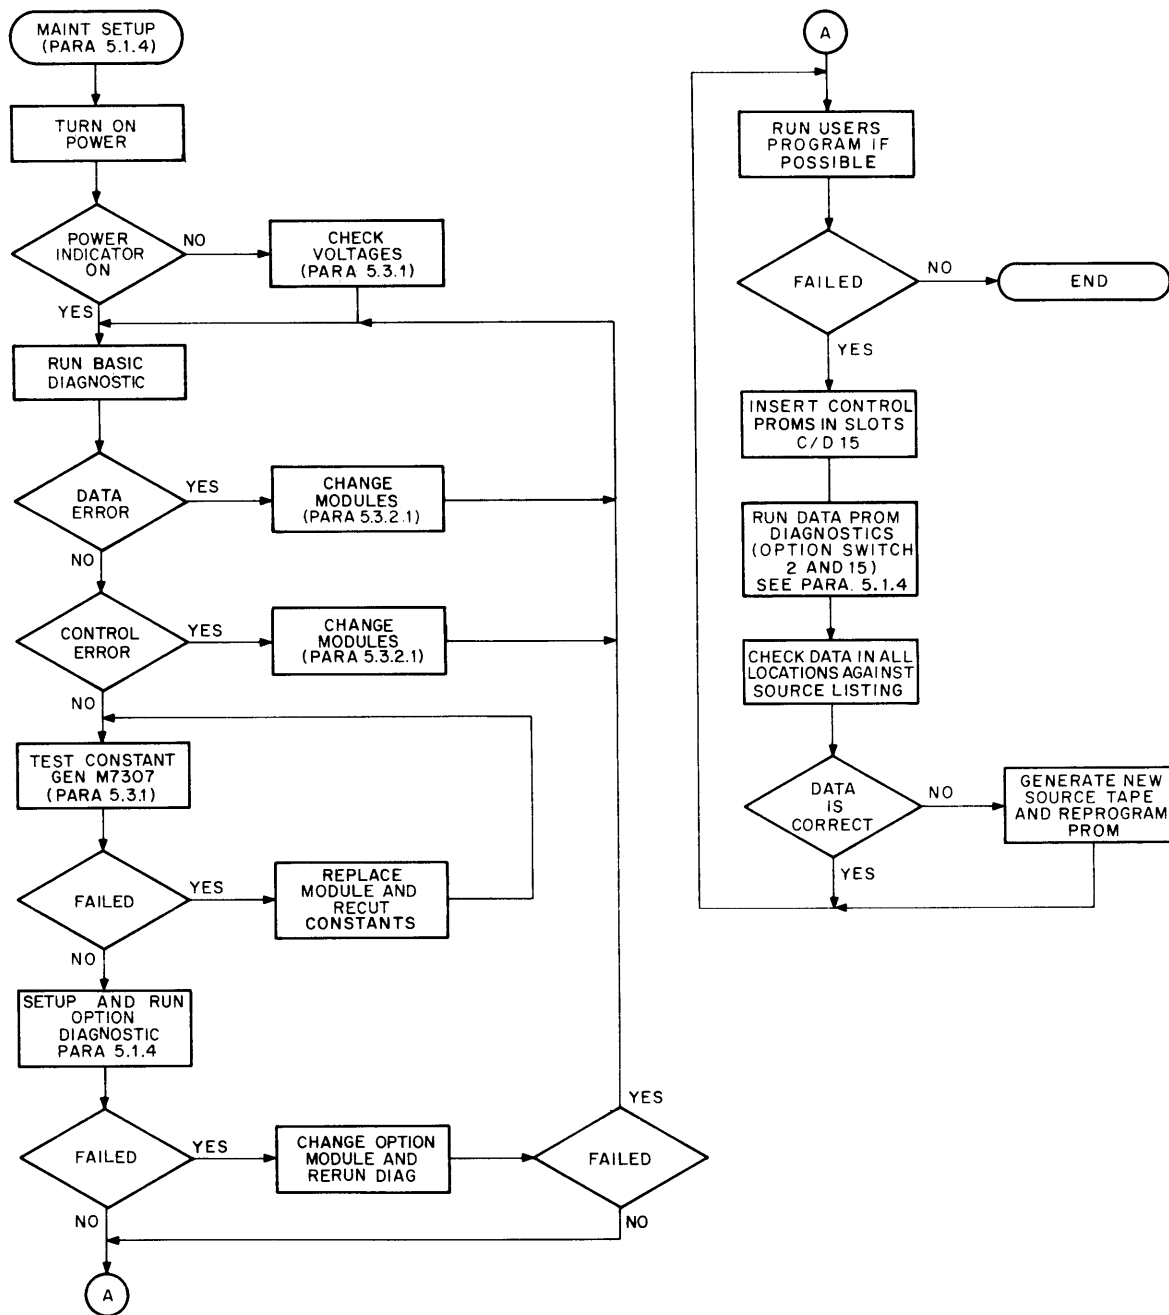 MAINT SETUP
(PARA 5.1.4)
TURN ON
POWER
POWER
INDICATOR
ON
NO
CHECK
VOLTAGES
(PARA 5.3.1)
YES
RUN BASIC
DIAGNOSTIC
DATA
ERROR
YES
CHANGE
MODULES
(PARA 5.3.2.1)
NO
CONTROL
ERROR
YES
CHANGE
MODULES
(PARA 5.3.2.1)
NO
TEST CONSTANT
GEN M7307
(PARA 5.3.1)
FAILED
YES
REPLACE
MODULE AND
RECUT
CONSTANTS
NO
SETUP AND RUN
OPTION
DIAGNOSTIC
PARA 5.1.4
FAILED
YES
CHANGE OPTION
MODULE AND
RERUN DIAG
YES
FAILED
NO
NO
A
A
RUN USERS
PROGRAM IF
POSSIBLE
FAILED
NO
END
YES
INSERT CONTROL
PROMS IN SLOTS
C/D 15
RUN DATA PROM
DIAGNOSTICS
(OPTION SWITCH
2 AND 15)
SEE PARA. 5.1.4
CHECK DATA IN ALL
LOCATIONS AGAINST
SOURCE LISTING
DATA
IS
CORRECT
NO
GENERATE NEW
SOURCE TAPE
AND REPROGRAM
PROM
YES